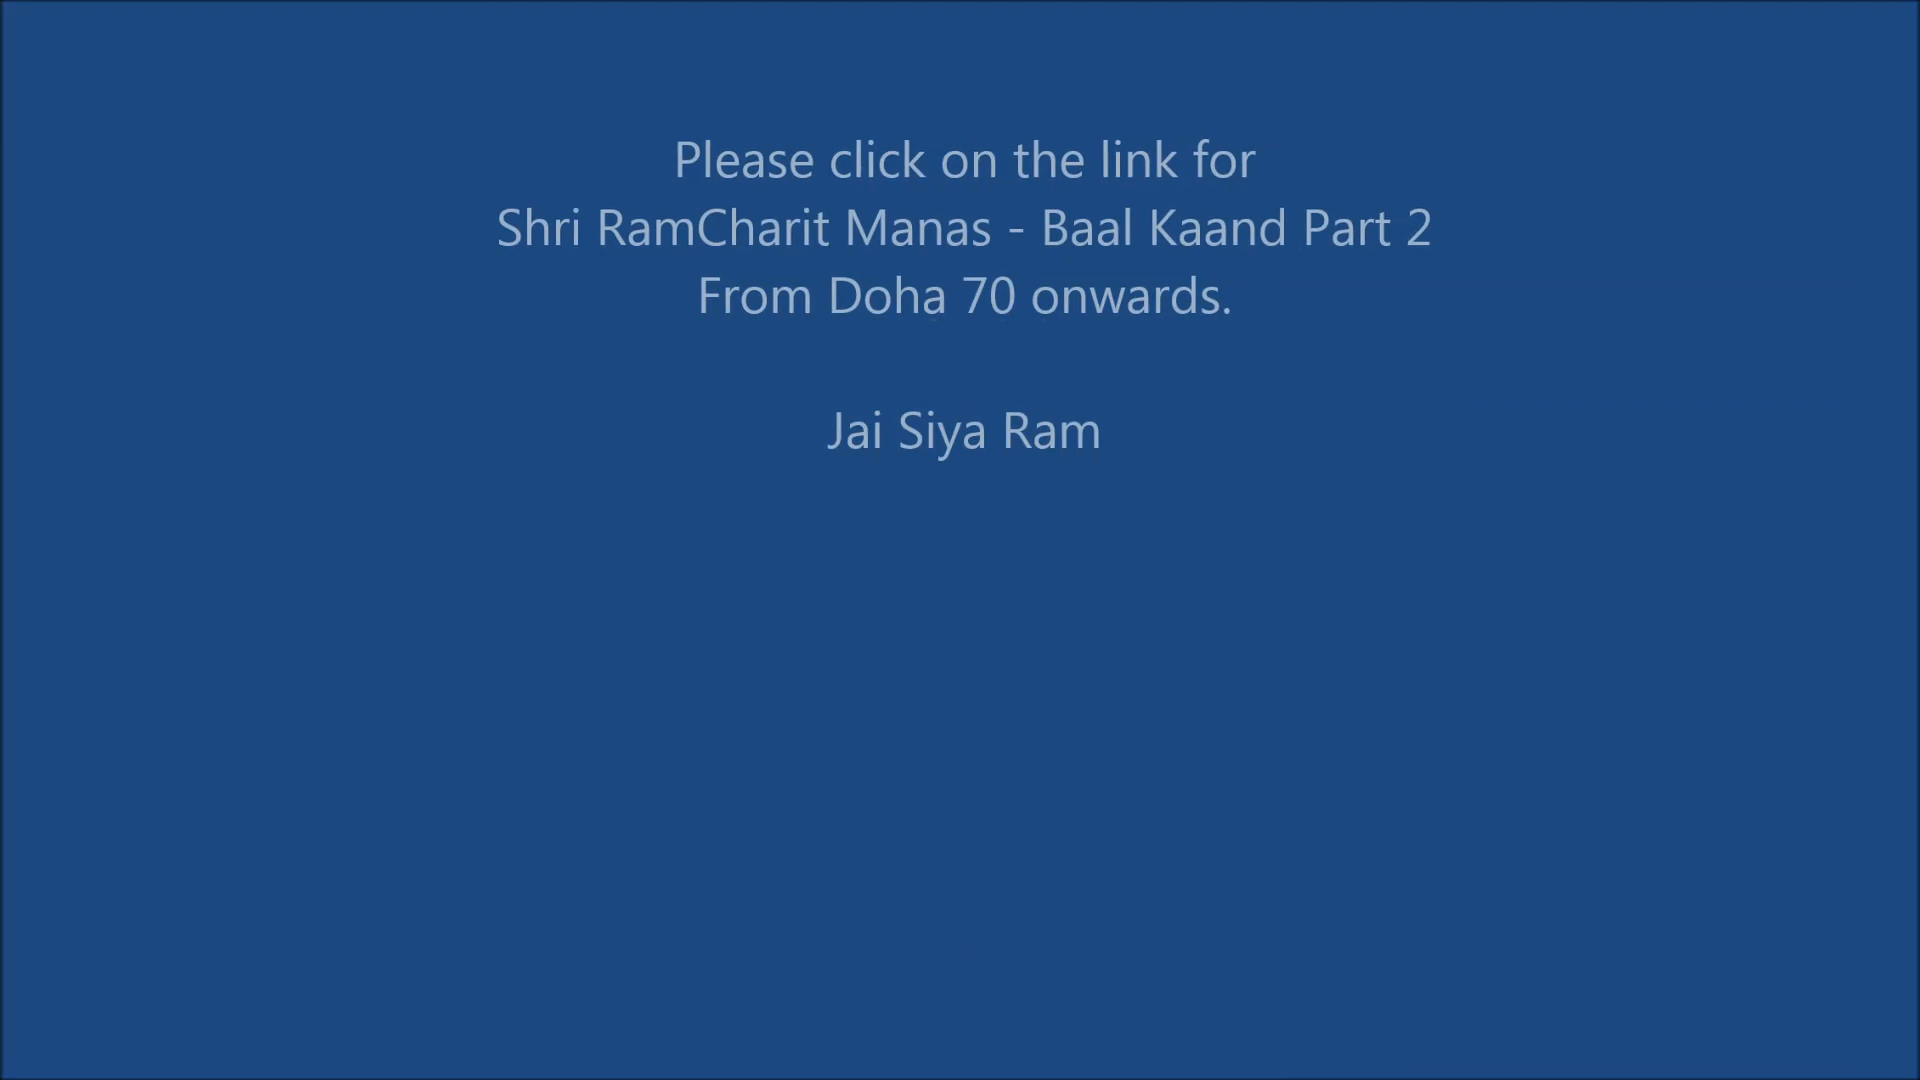 Please click on the link for
Shri RamCharit Manas - Baal Kaand Part 2
From Doha 70 onwards.
Jai Siya Ram